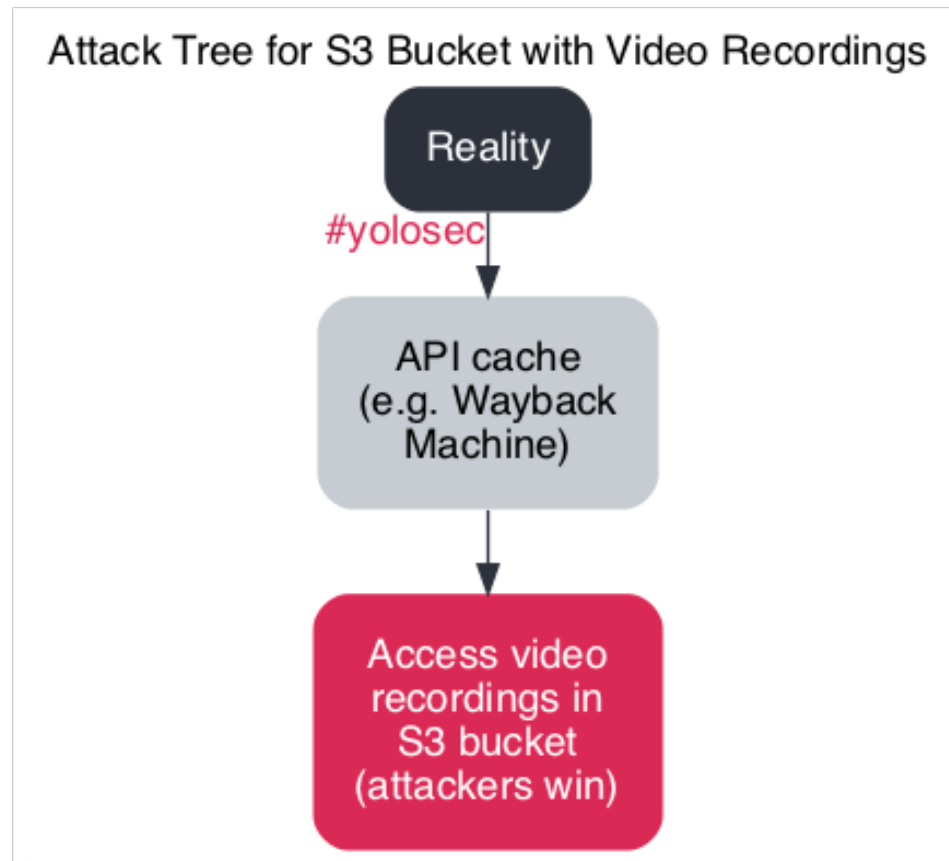 Attack Tree for S3 Bucket with Video Recordings
Reality
#yolosec
API cache
(e.g. Wayback
Machine)
Access video
recordings in
S3 bucket
(attackers win)